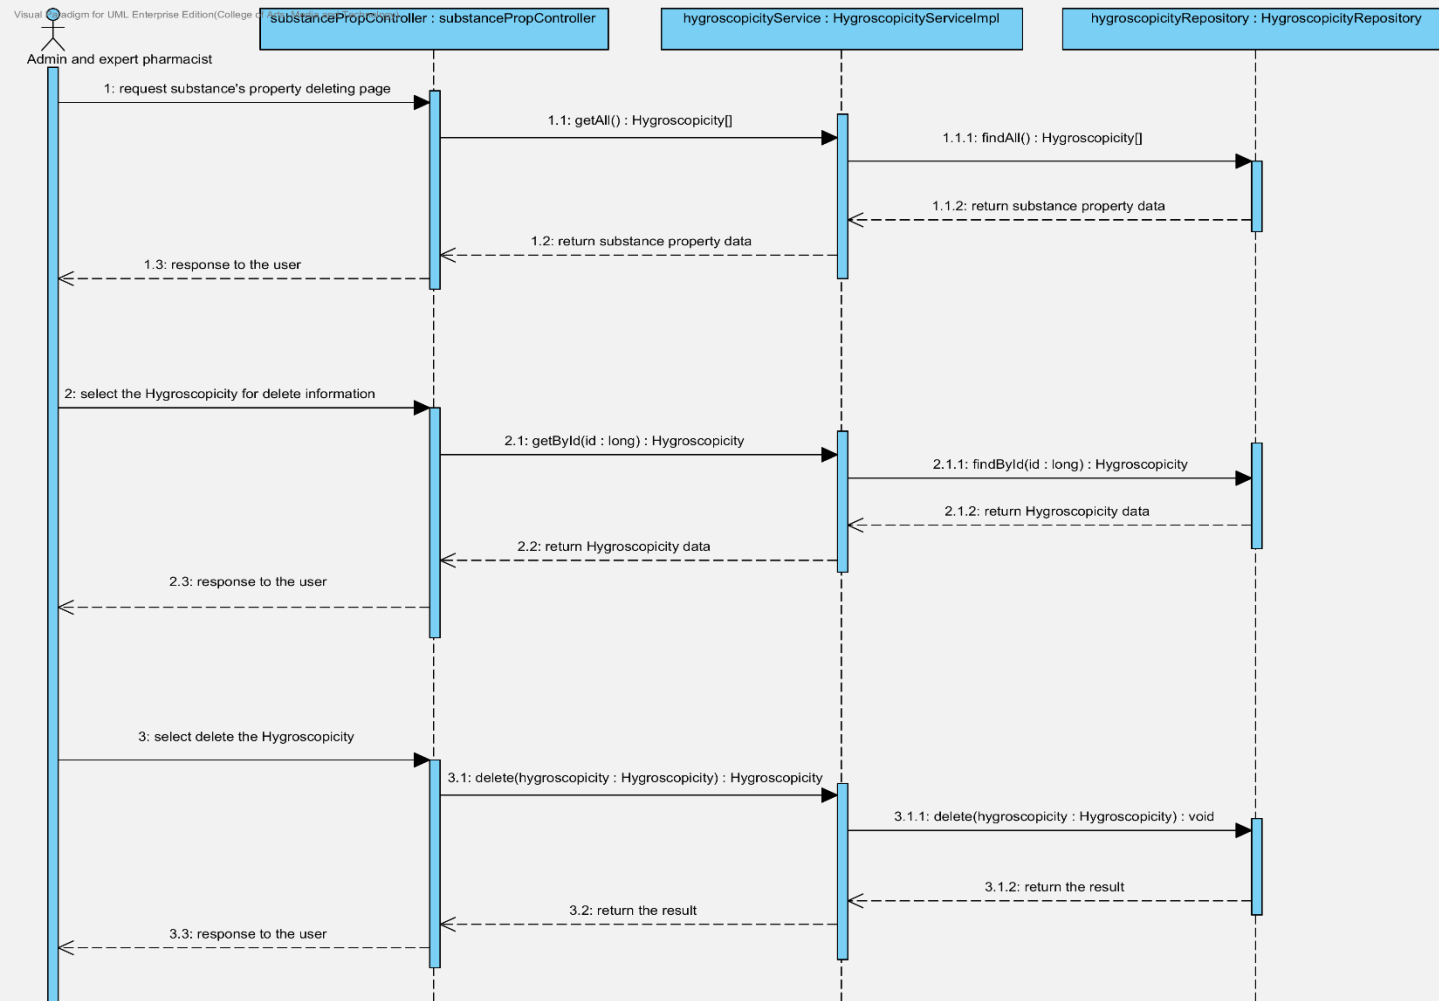 Visual Paradigm for UML Enterprise Edition(College of Arts, Media and Technology)
substancePropController : substancePropController
hygroscopicityService : HygroscopicityServiceImpl
hygroscopicityRepository : HygroscopicityRepository
Admin and expert pharmacist
1: request substance's property deleting page
1.1: getAll() : Hygroscopicity[]
1.1.1: findAll() : Hygroscopicity[]
1.1.2: return substance property data
1.2: return substance property data
1.3: response to the user
2: select the Hygroscopicity for delete information
2.1: getById(id : long) : Hygroscopicity
2.1.1: findById(id : long) : Hygroscopicity
2.1.2: return Hygroscopicity data
2.2: return Hygroscopicity data
2.3: response to the user
3: select delete the Hygroscopicity
3.1: delete(hygroscopicity : Hygroscopicity) : Hygroscopicity
3.1.1: delete(hygroscopicity : Hygroscopicity) : void
3.1.2: return the result
3.2: return the result
3.3: response to the user